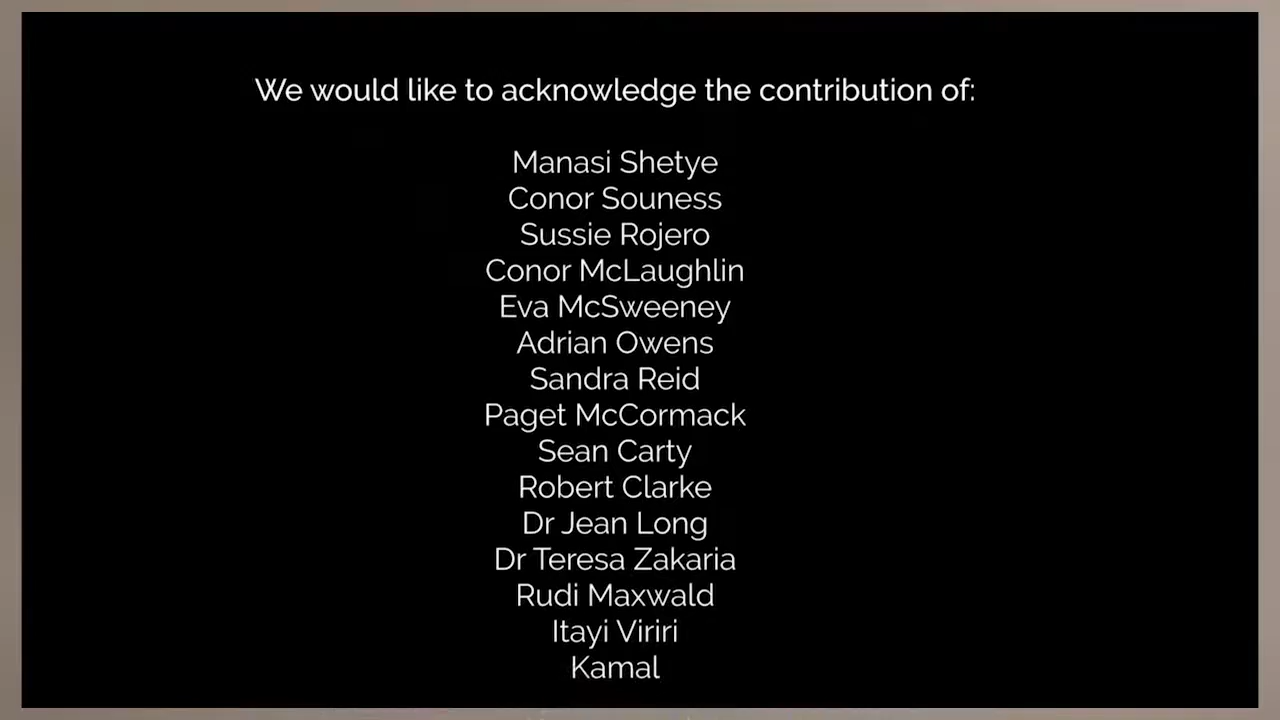 We would like to acknowledge the contribution of:
Manasi Shetye
Conor Souness
Sussie Rojero
Conor McLaughlin
Eva McSweeney
Adrian Owens
Sandra Reid
Paget McCormack
Sean Carty
Robert Clarke
Dr Jean Long
Dr Teresa Zakaria
Rudi Maxwald
Itayi Viriri
Kamal